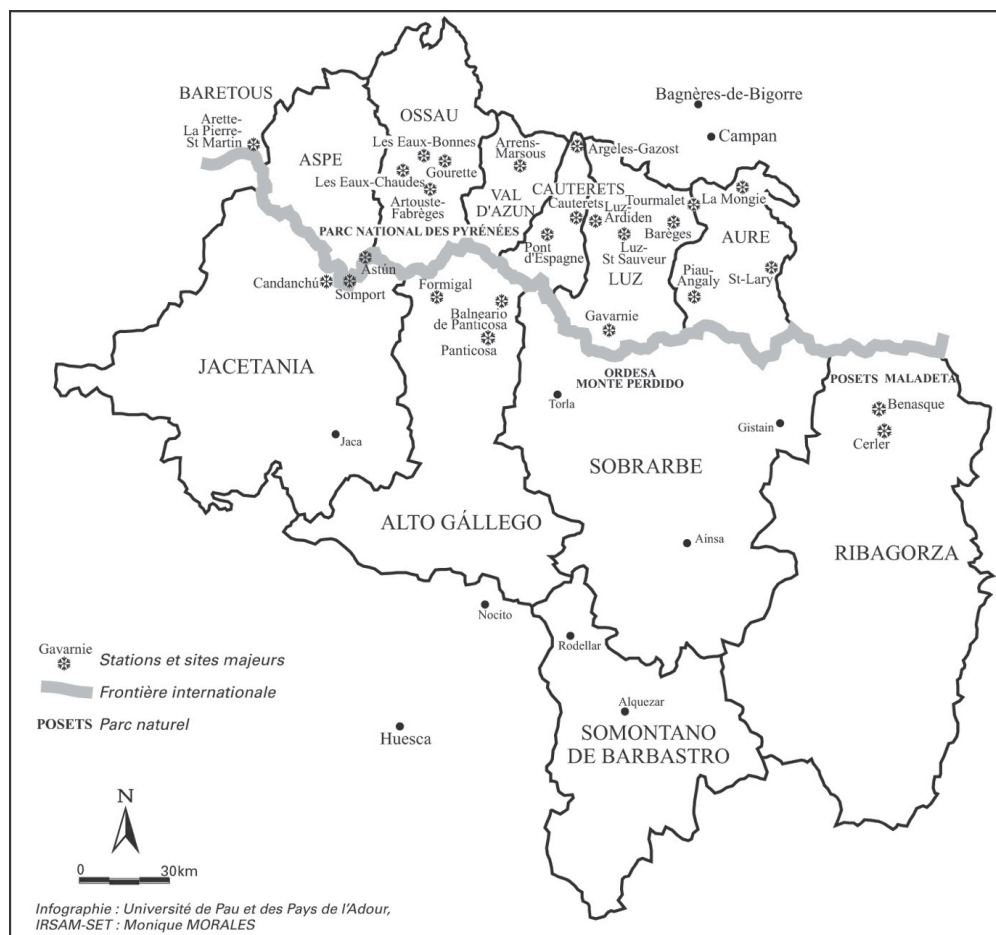 BARETOUS
Arette-
La Pierre-
St Martin
ASPE
OSSAU
Les Eaux-Bonnes
Gourette
Les Eaux-Chaudes
Artouste-
Fabrèges
Arrens-
Marsous
VAL
D'AZUN
Argeles-Gazost
CAUTERETS
Cauterets
Pont
d'Espagne
Luz-
Ardiden
Tourmalet
Barèges
Luz-
St Sauveur
LUZ
Gavarnie
Bagnères-de-Bigorre
Campan
La Mongie
AURE
Piau-
Angaly
St-Lary
PARC NATIONAL DES PYRÉNÉES
Astún
Candanchú
Somport
Formigal
Balneario
de Panticosa
Panticosa
JACETANIA
Jaca
ALTO GÁLLEGO
ORDESA
MONTE PERDIDO
Torla
Gistain
SOBRARBE
Ainsa
POSETS MALADETA
Benasque
Cerler
RIBAGORZA
Nocito
Rodellar
Alquezar
SOMONTANO
DE BARBASTRO
Huesca
Gavarnie
Stations et sites majeurs
Frontière internationale
POSETS Parc naturel
N
0 30km
Infographie : Université de Pau et des Pays de l'Adour,
IRSAM-SET : Monique MORALES